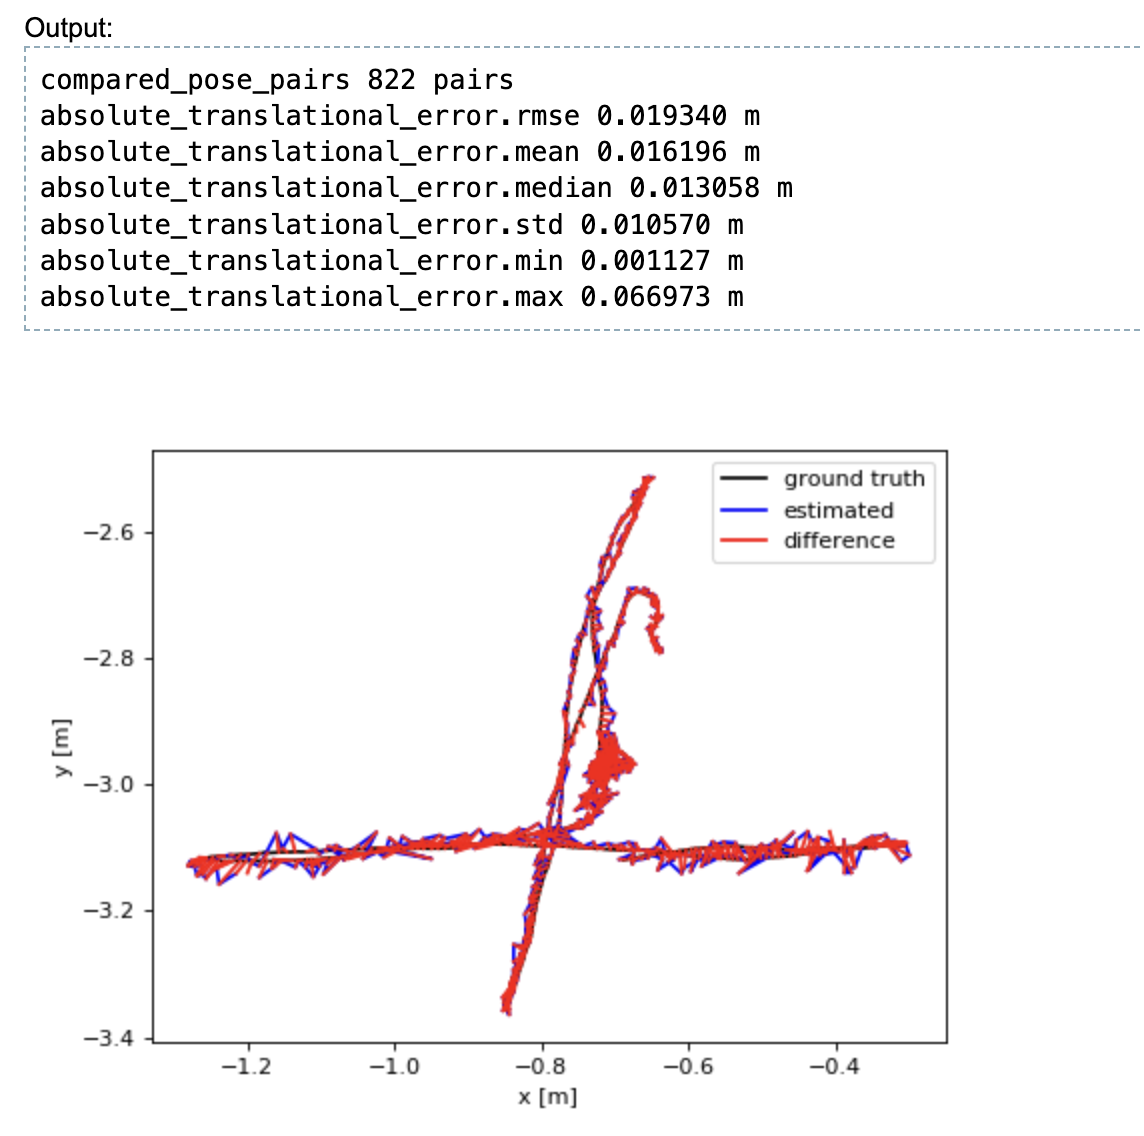 Output:
compared_pose_pairs 822 pairs
absolute_translational_error.rmse 0.019340 m
absolute_translational_error.mean 0.016196 m
absolute_translational_error.median 0.013058 m
absolute_translational_error.std 0.010570 m
absolute_translational_error.min 0.001127 m
absolute_translational_error.max 0.066973 m
ground truth
estimated
difference
−2.6
−2.8
−3.0
−3.2
−3.4
y [m]
−1.2 −1.0 −0.8 −0.6 −0.4
x [m]